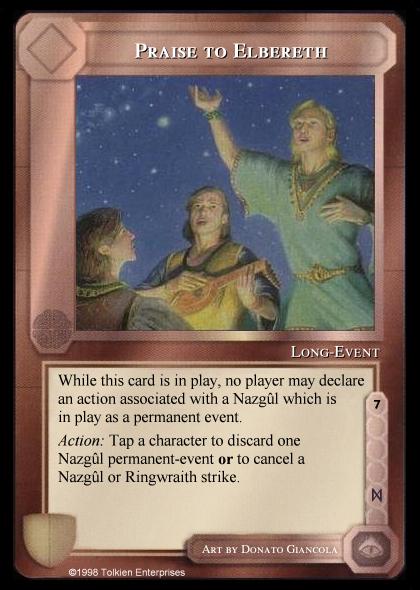 Praise to Elbereth
Long-Event
While this card is in play, no player may declare
an action associated with a Nazgûl which is
in play as a permanent event.
Action: Tap a character to discard one
Nazgûl permanent-event or to cancel a
Nazgûl or Ringwraith strike.
7
ᛞ
Art by Donato Giancola
©1998 Tolkien Enterprises